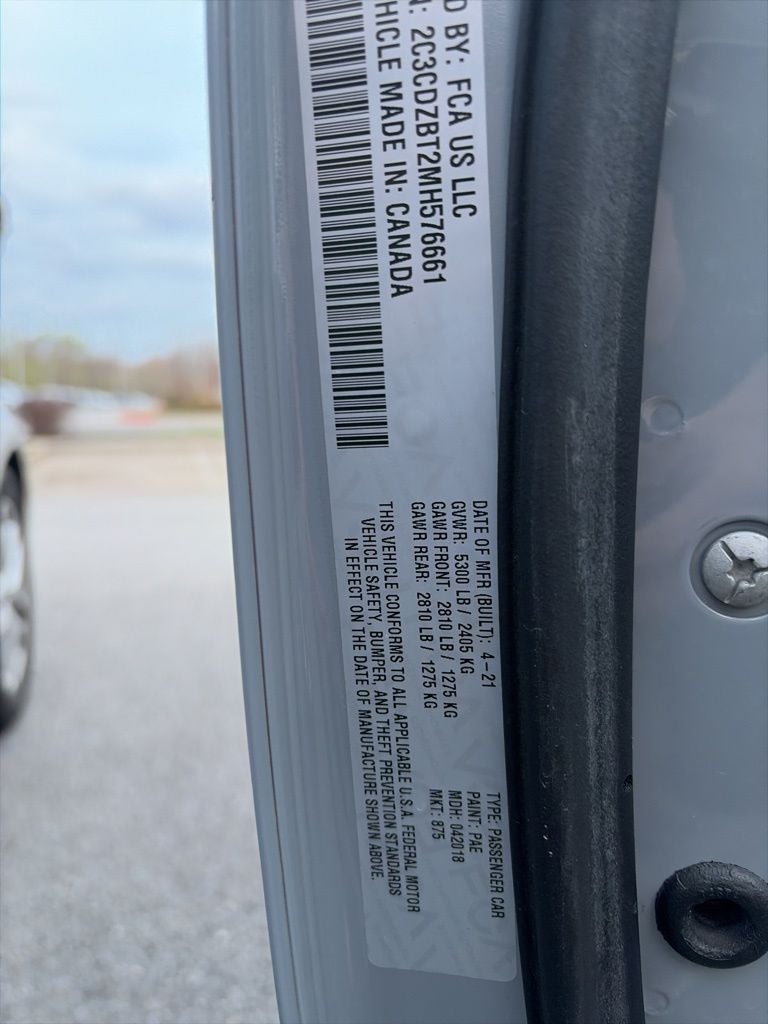 D BY: FCA US LLC
N: 2C3CDZBT2MH576661
HICLE MADE IN: CANADA
DATE OF MFR (BUILT): 4-21
GVWR: 5300 LB / 2405 KG
GAWR FRONT: 2810 LB / 1275 KG
GAWR REAR: 2810 LB / 1275 KG
THIS VEHICLE CONFORMS TO ALL APPLICABLE U.S.A. FEDERAL MOTOR
VEHICLE SAFETY, BUMPER, AND THEFT PREVENTION STANDARDS
IN EFFECT ON THE DATE OF MANUFACTURE SHOWN ABOVE.
TYPE: PASSENGER CAR
PAINT: PAE
MDH: 042018
MKT: 875